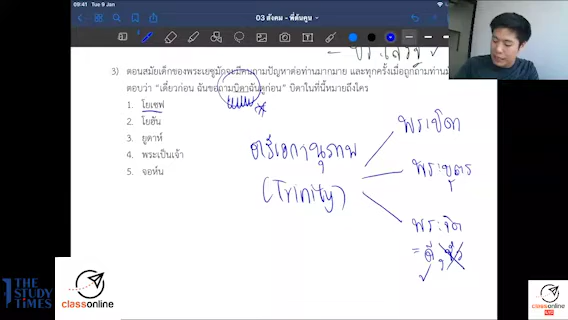 09:41 Tue 9 Jan
03 สังคม - พี่ต้นคูน
3) ตอนสมัยเด็กของพระเยซูมักจะมีคนถามปัญหาต่อท่านมากมาย และทุกครั้งเมื่อถูกถามท่านมั
ตอบว่า "เดี๋ยวก่อน ฉันขอถามบิดาฉันดูก่อน" บิดาในที่นี้หมายถึงใคร
1. โยเซฟ
2. โยฮัน
3. ยูดาห์
4. พระเป็นเจ้า
5. จอห์น
ตรีเอกานุภาพ
(Trinity)
พระบิดา
พระบุตร
พระจิต
= ดี, ชั่ว
THE
STUDY
TIMES
classonline
classonline